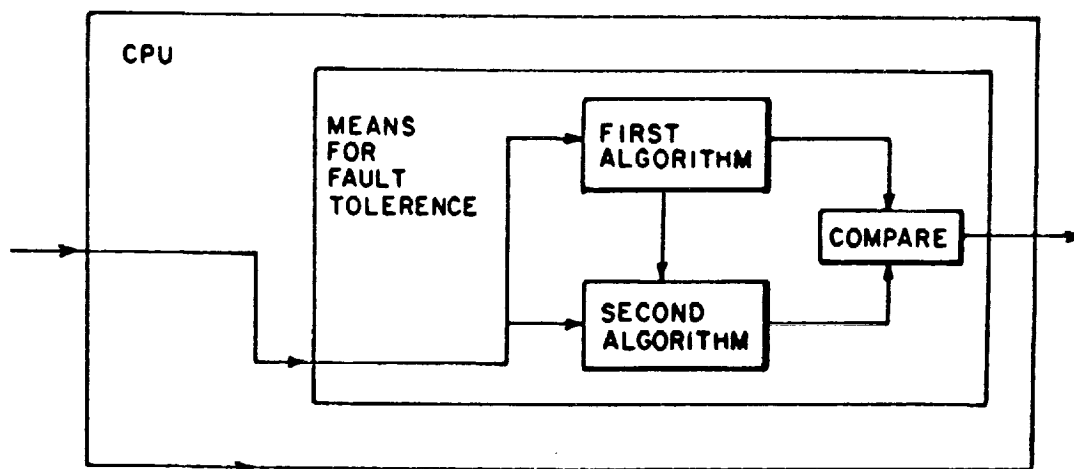 CPU
MEANS
FOR
FAULT
TOLERENCE
FIRST
ALGORITHM
SECOND
ALGORITHM
COMPARE